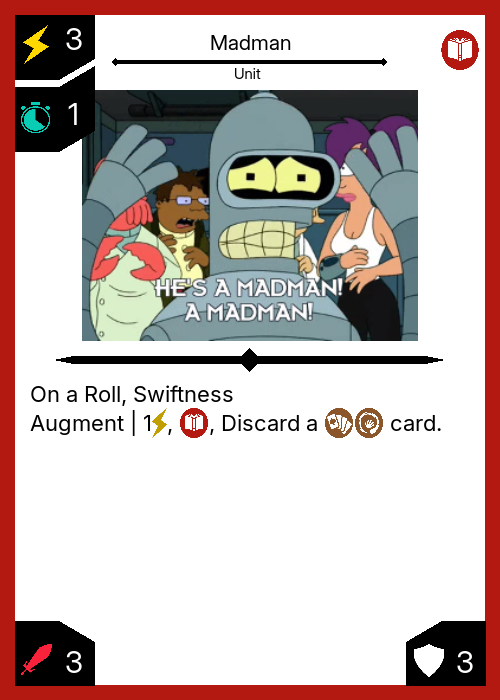 3
Madman
Unit
1
HE'S A MADMAN!
A MADMAN!
On a Roll, Swiftness
Augment | 1, , Discard a card.
3
3